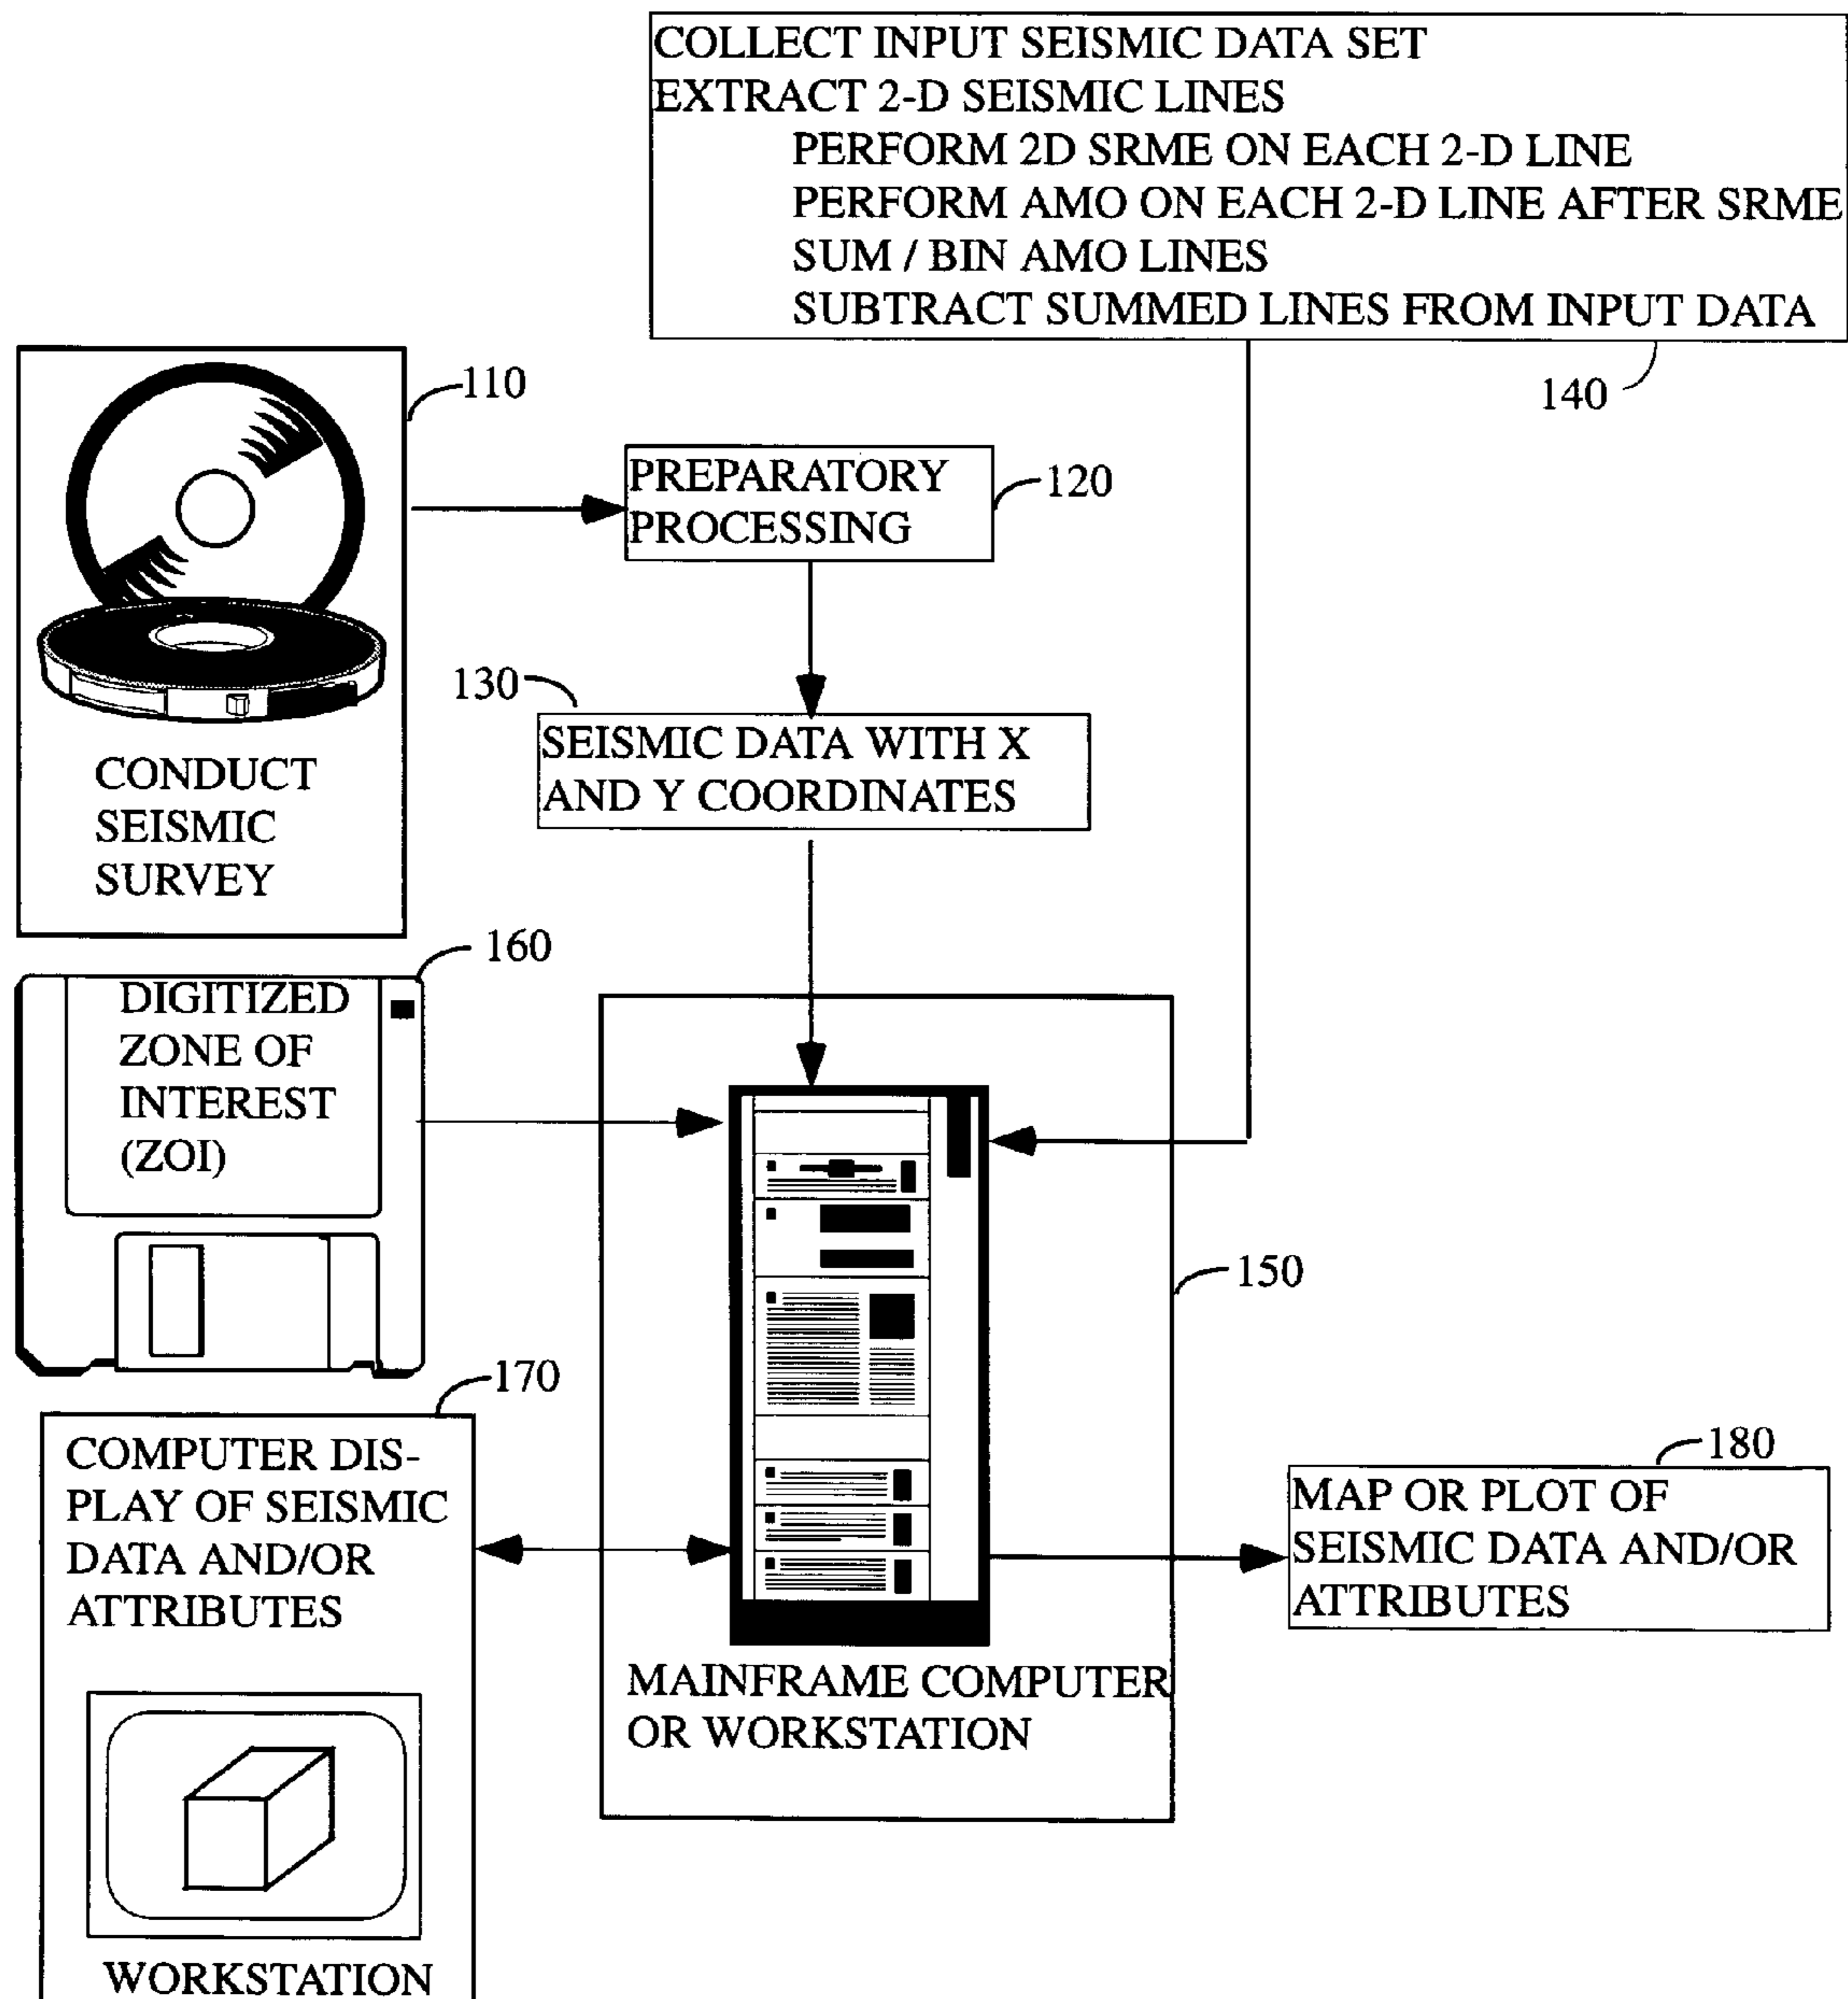 COLLECT INPUT SEISMIC DATA SET
EXTRACT 2-D SEISMIC LINES
PERFORM 2D SRME ON EACH 2-D LINE
PERFORM AMO ON EACH 2-D LINE AFTER SRME
SUM / BIN AMO LINES
SUBTRACT SUMMED LINES FROM INPUT DATA
140
110
CONDUCT
SEISMIC
SURVEY
PREPARATORY
PROCESSING
120
130
SEISMIC DATA WITH X
AND Y COORDINATES
160
DIGITIZED
ZONE OF
INTEREST
(ZOI)
150
MAINFRAME COMPUTER
OR WORKSTATION
170
COMPUTER DIS-
PLAY OF SEISMIC
DATA AND/OR
ATTRIBUTES
WORKSTATION
180
MAP OR PLOT OF
SEISMIC DATA AND/OR
ATTRIBUTES